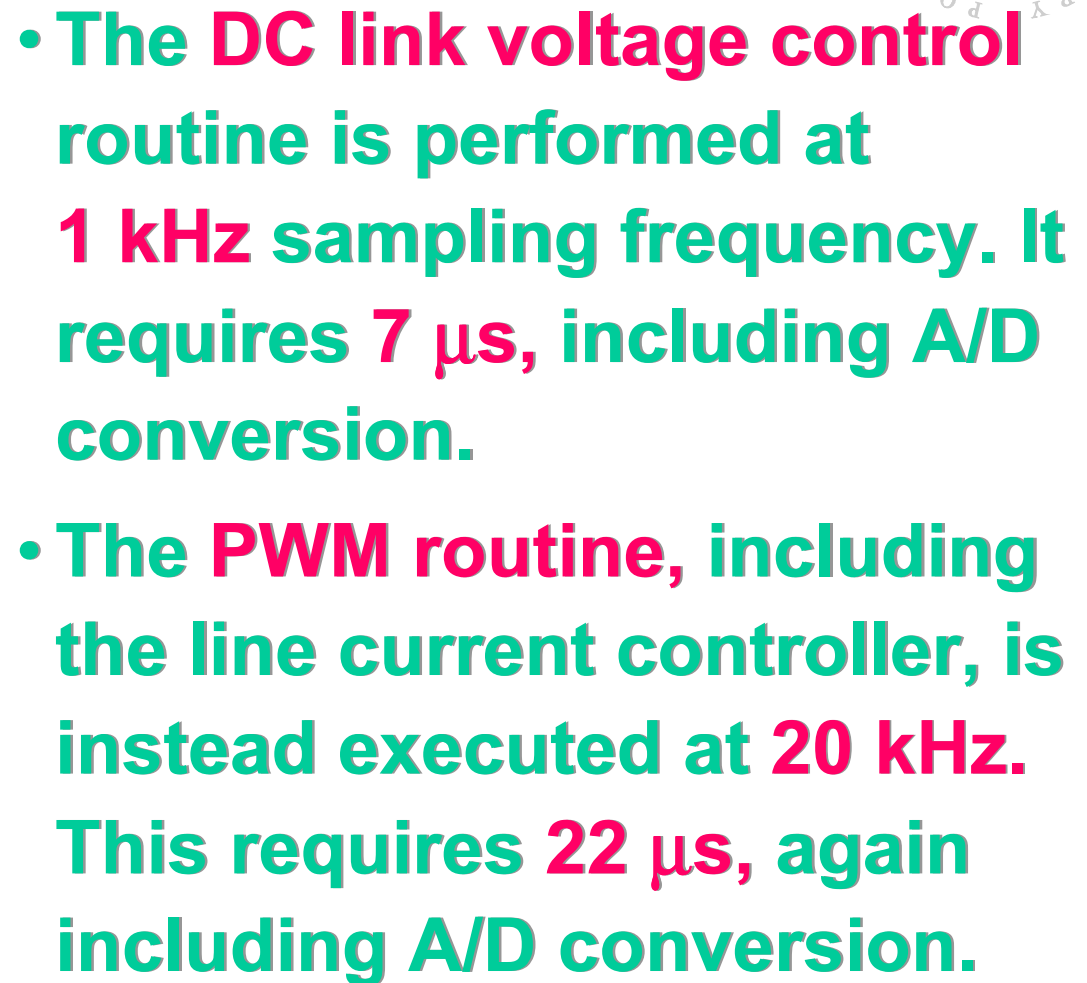 • The DC link voltage control
routine is performed at
1 kHz sampling frequency. It
requires 7 μs, including A/D
conversion.
• The PWM routine, including
the line current controller, is
instead executed at 20 kHz.
This requires 22 μs, again
including A/D conversion.